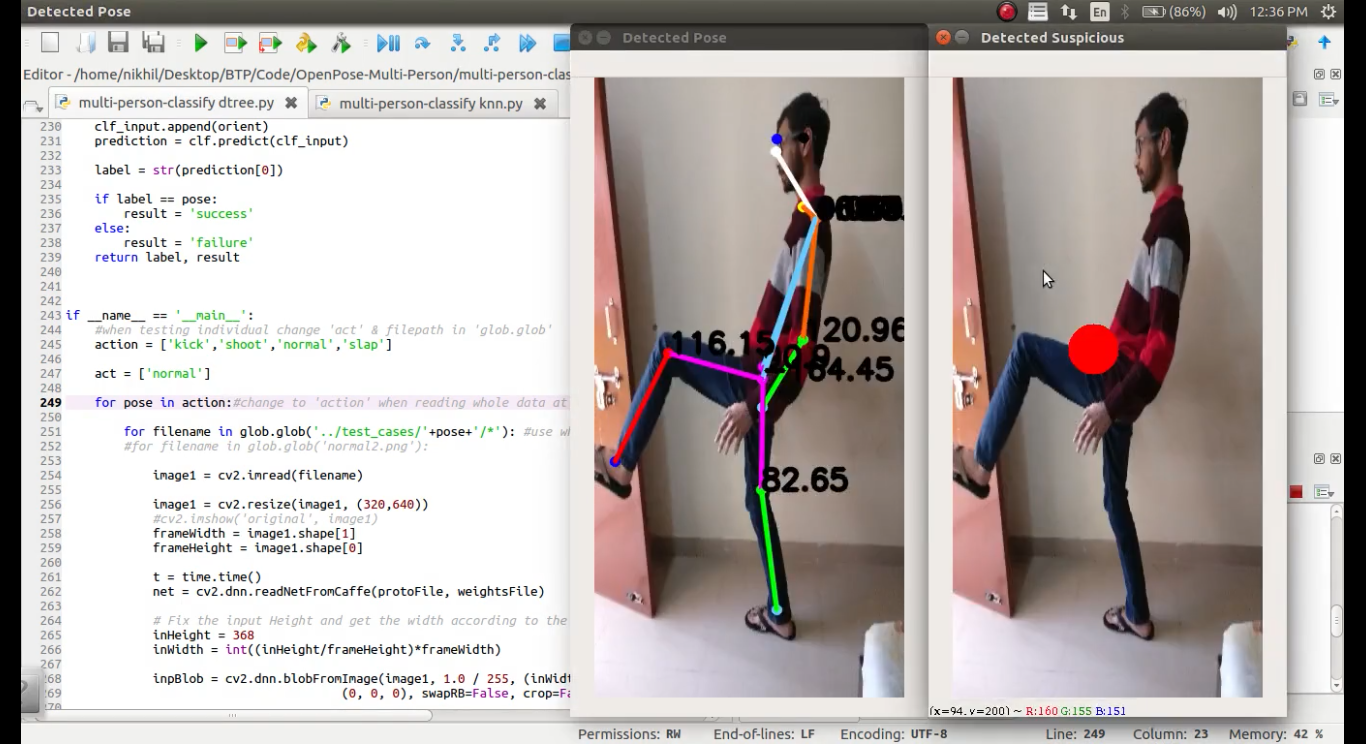 Detected Pose
En
(86%)
12:36 PM
Detected Pose
Detected Suspicious
Editor - /home/nikhil/Desktop/BTP/Code/OpenPose-Multi-Person/multi-person-clas
multi-person-classify dtree.py
multi-person-classify knn.py
230 clf_input.append(orient)
231 prediction = clf.predict(clf_input)
232
233 label = str(prediction[0])
234
235 if label == pose:
236 result = 'success'
237 else:
238 result = 'failure'
239 return label, result
240
241
242
243 if __name__ == '__main__':
244 #when testing individual change 'act' & filepath in 'glob.glob'
245 action = ['kick','shoot','normal','slap']
246
247 act = ['normal']
248
249 for pose in action:#change to 'action' when reading whole data at
250
251 for filename in glob.glob('../test_cases/'+pose+'/*'): #use wh
252 #for filename in glob.glob('normal2.png'):
253
254 image1 = cv2.imread(filename)
255
256 image1 = cv2.resize(image1, (320,640))
257 #cv2.imshow('original', image1)
258 frameWidth = image1.shape[1]
259 frameHeight = image1.shape[0]
260
261 t = time.time()
262 net = cv2.dnn.readNetFromCaffe(protoFile, weightsFile)
263
264 # Fix the input Height and get the width according to the
265 inHeight = 368
266 inWidth = int((inHeight/frameHeight)*frameWidth)
267
268 inpBlob = cv2.dnn.blobFromImage(image1, 1.0 / 255, (inWidt
269 (0, 0, 0), swapRB=False, crop=Fa
270
120.96
116.15
82.65
(x=94, y=200) ~ R:160 G:155 B:151
Permissions: RW
End-of-lines: LF
Encoding: UTF-8
Line: 249
Column: 23
Memory: 42 %